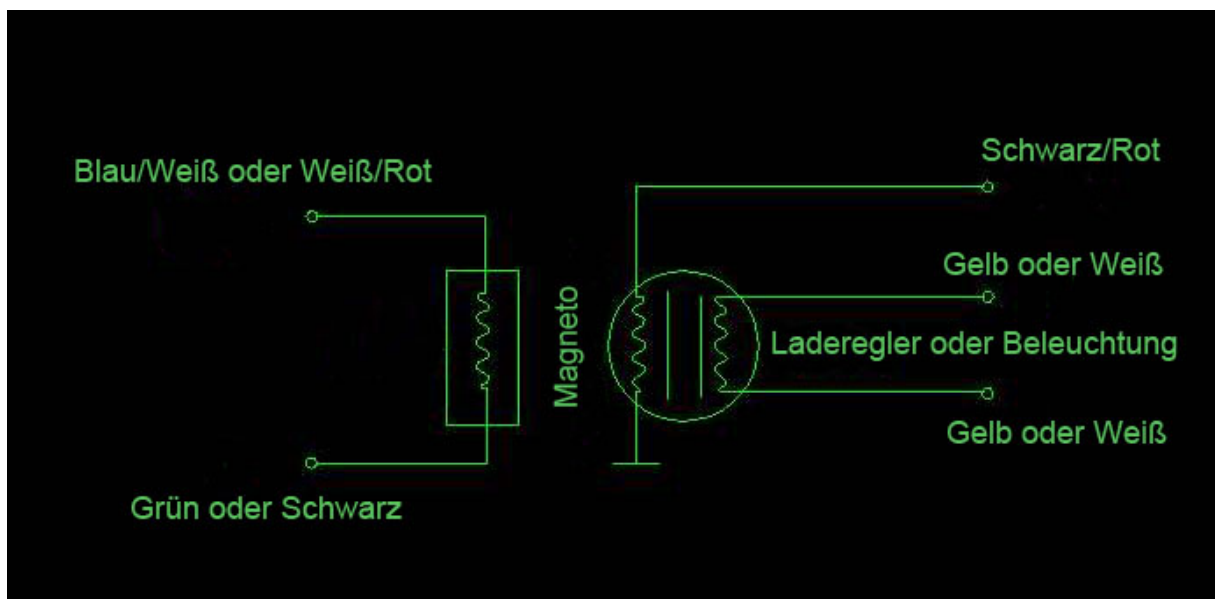 Blau/Weiß oder Weiß/Rot
Grün oder Schwarz
Magneto
Schwarz/Rot
Gelb oder Weiß
Laderegler oder Beleuchtung
Gelb oder Weiß